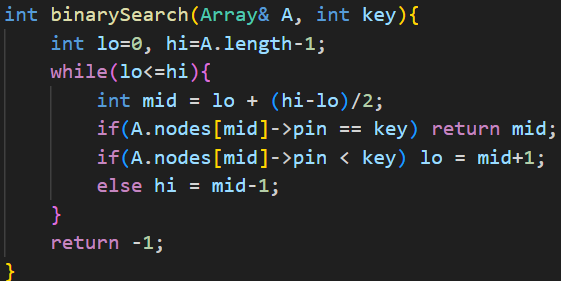 int binarySearch(Array& A, int key){
    int lo=0, hi=A.length-1;
    while(lo<=hi){
        int mid = lo + (hi-lo)/2;
        if(A.nodes[mid]->pin == key) return mid;
        if(A.nodes[mid]->pin < key) lo = mid+1;
        else hi = mid-1;
    }
    return -1;
}